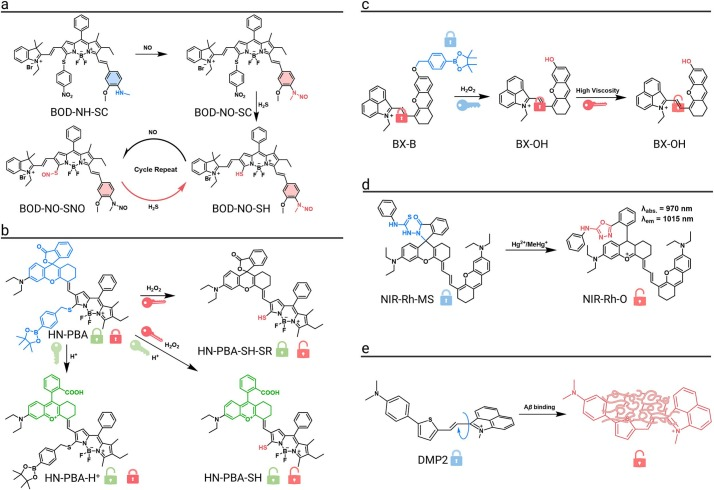 a
NO
H₂S
BOD-NH-SC
BOD-NO-SC
NO
Cycle Repeat
H₂S
BOD-NO-SNO
BOD-NO-SH
b
HN-PBA
H₂O₂
HN-PBA-SH-SR
H₂O₂
H⁺
H⁺
HN-PBA-H⁺
HN-PBA-SH
c
H₂O₂
High Viscosity
BX-B
BX-OH
BX-OH
d
λabs. = 970 nm
λem = 1015 nm
Hg²⁺/MeHg⁺
NIR-Rh-MS
NIR-Rh-O
e
Aβ binding
DMP2